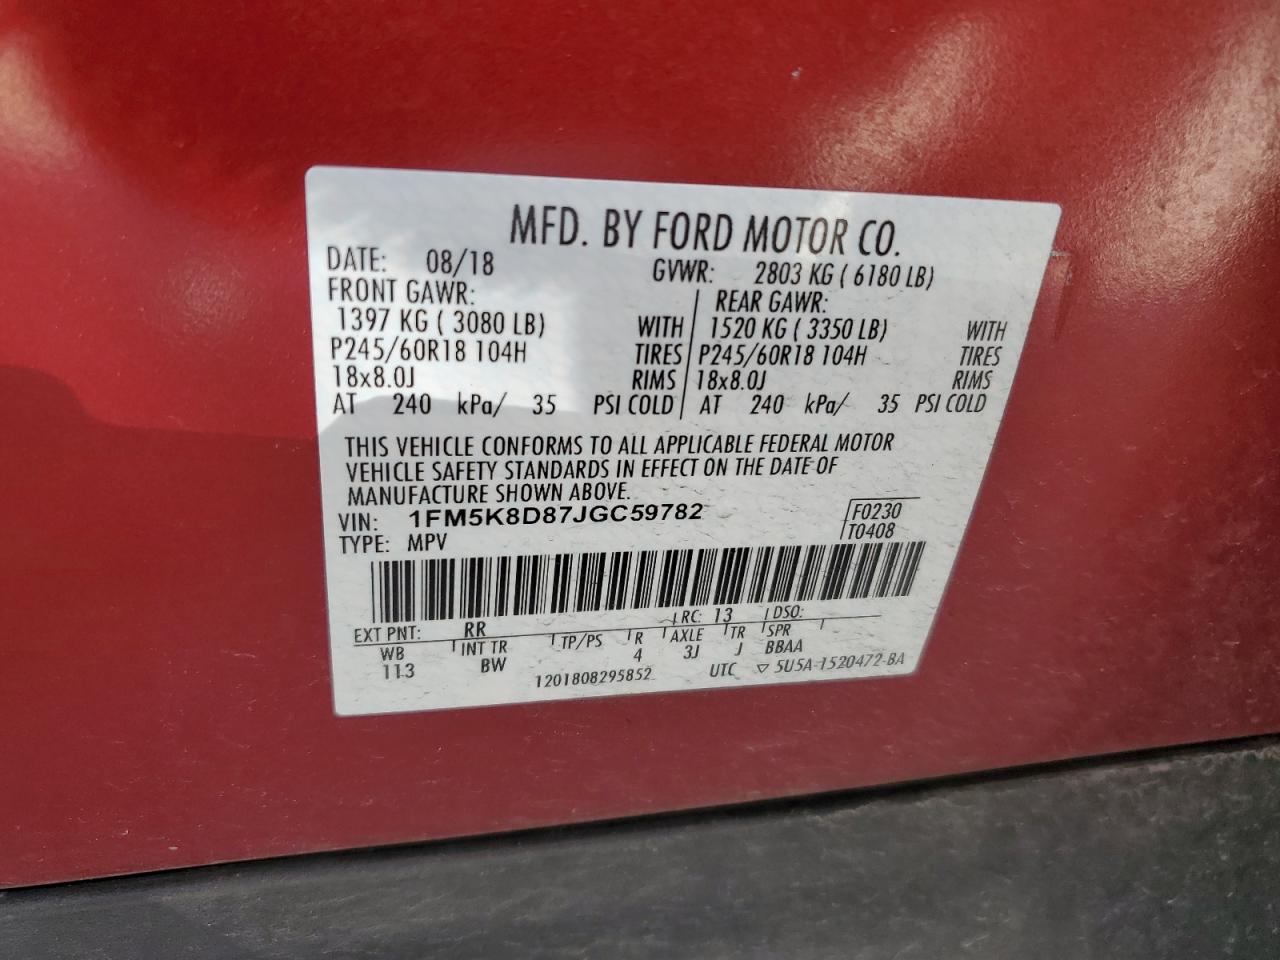 MFD. BY FORD MOTOR CO.
DATE: 08/18 GVWR: 2803 KG ( 6180 LB)
FRONT GAWR: REAR GAWR:
1397 KG ( 3080 LB) WITH 1520 KG ( 3350 LB) WITH
P245/60R18 104H TIRES P245/60R18 104H TIRES
18x8.0J RIMS 18x8.0J RIMS
AT 240 kPa/ 35 PSI COLD AT 240 kPa/ 35 PSI COLD
THIS VEHICLE CONFORMS TO ALL APPLICABLE FEDERAL MOTOR
VEHICLE SAFETY STANDARDS IN EFFECT ON THE DATE OF
MANUFACTURE SHOWN ABOVE.
VIN: 1FM5K8D87JGC59782 F0230
TYPE: MPV T0408
EXT PNT: RR RC: 13 DSO:
WB INT TR TP/PS R AXLE TR SPR
113 BW 4 3J J BBAA
1201808295852 UTC ▽ 5U5A-1520472-BA